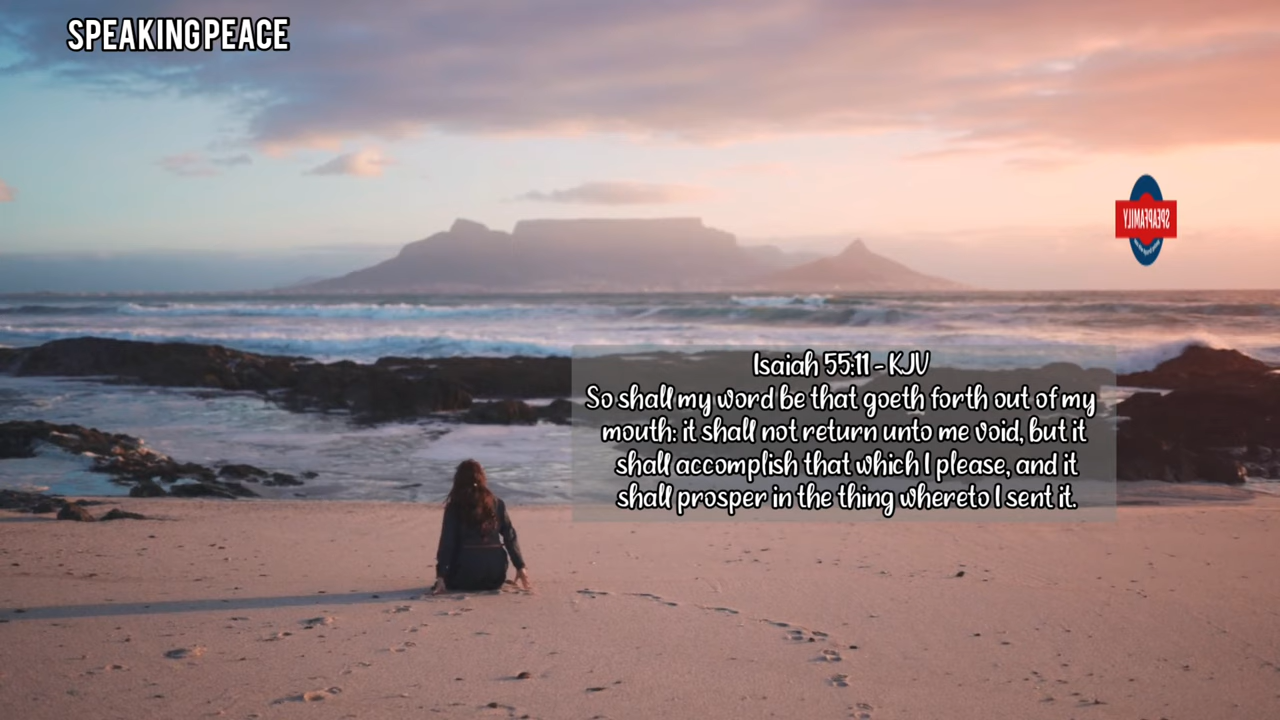 SPEAKING PEACE
SPEAPFAMILY
Isaiah 55:11 - KJV
So shall my word be that goeth forth out of my
mouth: it shall not return unto me void, but it
shall accomplish that which I please, and it
shall prosper in the thing whereto I sent it.